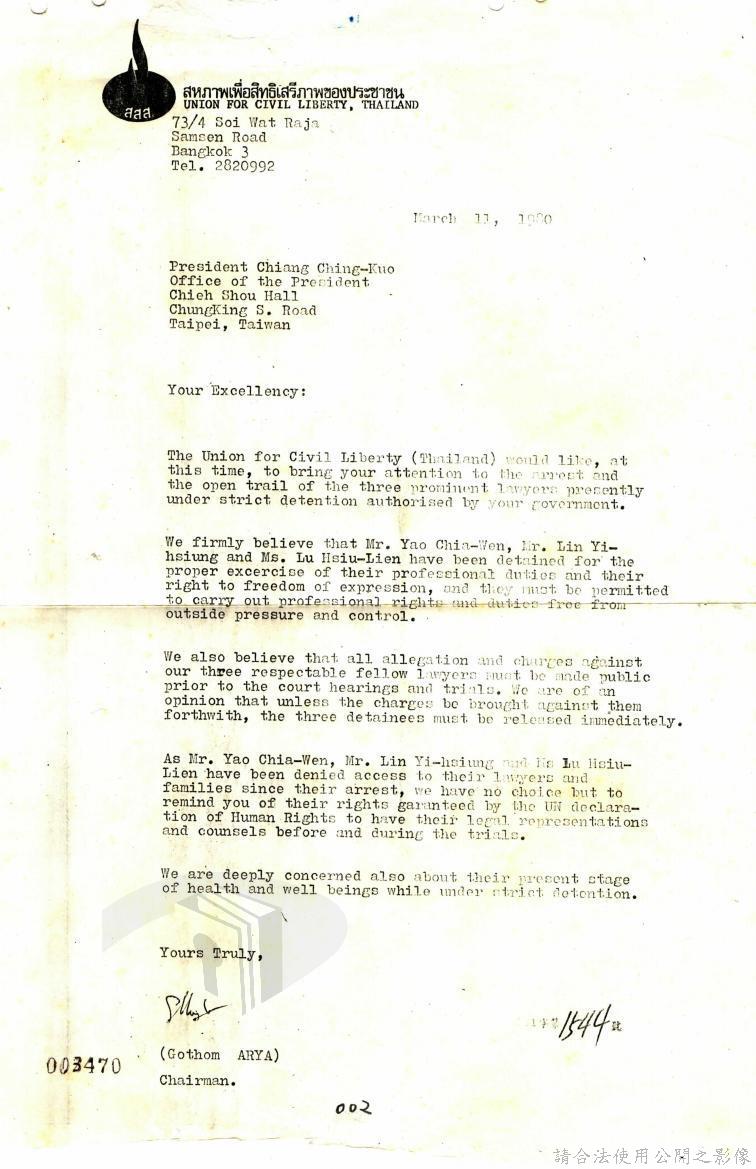 สหภาพเพื่อสิทธิเสรีภาพของประชาชน
สสส.
UNION FOR CIVIL LIBERTY, THAILAND
73/4 Soi Wat Raja
Samsen Road
Bangkok 3
Tel. 2820992
March 11, 1980
President Chiang Ching-Kuo
Office of the President
Chieh Shou Hall
ChungKing S. Road
Taipei, Taiwan
Your Excellency:
The Union for Civil Liberty (Thailand) would like, at
this time, to bring your attention to the arrest and
the open trail of the three prominent lawyers presently
under strict detention authorised by your government.
We firmly believe that Mr. Yao Chia-Wen, Mr. Lin Yi-
hsiung and Ms. Lu Hsiu-Lien have been detained for the
proper excercise of their professional duties and their
right to freedom of expression, and they must be permitted
to carry out professional rights and duties free from
outside pressure and control.
We also believe that all allegation and charges against
our three respectable fellow lawyers must be made public
prior to the court hearings and trials. We are of an
opinion that unless the charges be brought against them
forthwith, the three detainees must be released immediately.
As Mr. Yao Chia-Wen, Mr. Lin Yi-hsiung and Ms Lu Hsiu-
Lien have been denied access to their lawyers and
families since their arrest, we have no choice but to
remind you of their rights garanteed by the UN declara-
tion of Human Rights to have their legal representations
and counsels before and during the trials.
We are deeply concerned also about their present stage
of health and well beings while under strict detention.
Yours Truly,
1544 號
(Gothom ARYA)
003470
Chairman.
002
請合法使用公開之影像